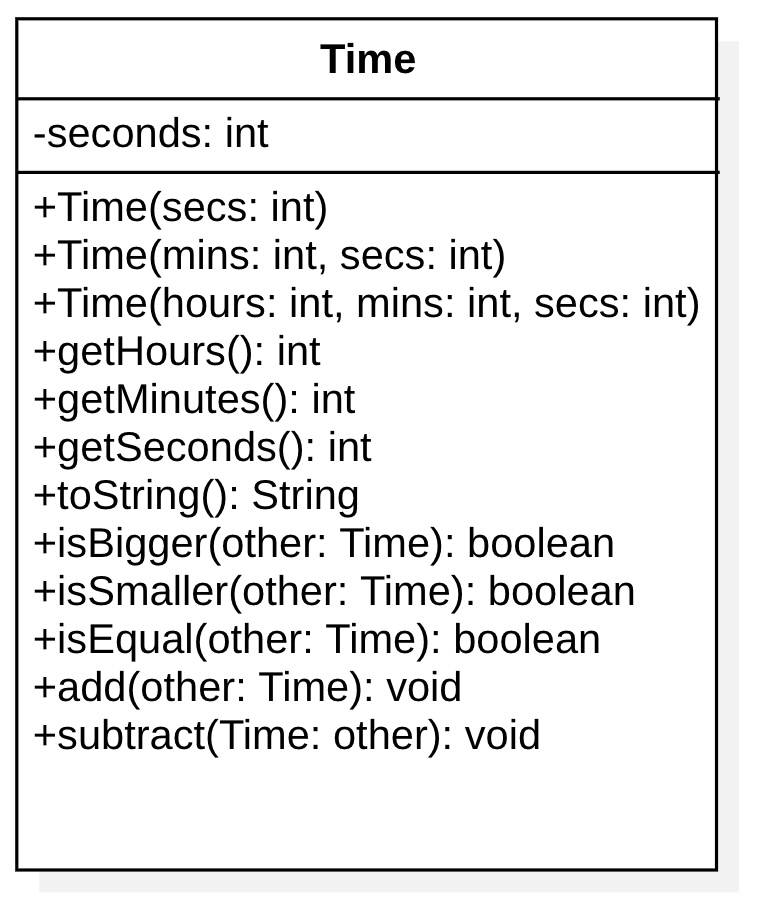 Time
-seconds: int
+Time(secs: int)
+Time(mins: int, secs: int)
+Time(hours: int, mins: int, secs: int)
+getHours(): int
+getMinutes(): int
+getSeconds(): int
+toString(): String
+isBigger(other: Time): boolean
+isSmaller(other: Time): boolean
+isEqual(other: Time): boolean
+add(other: Time): void
+subtract(Time: other): void